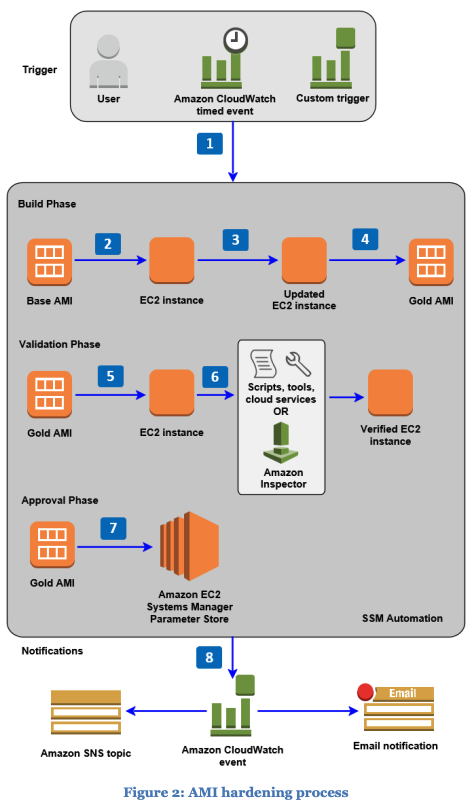 Trigger
User
Amazon CloudWatch
timed event
Custom trigger
1
Build Phase
2
3
4
Base AMI
EC2 instance
Updated
EC2 instance
Gold AMI
Validation Phase
5
6
Scripts, tools,
cloud services
OR
Amazon
Inspector
Gold AMI
EC2 instance
Verified EC2
instance
Approval Phase
7
Gold AMI
Amazon EC2
Systems Manager
Parameter Store
SSM Automation
Notifications
8
Email
Amazon SNS topic
Amazon CloudWatch
event
Email notification
Figure 2: AMI hardening process